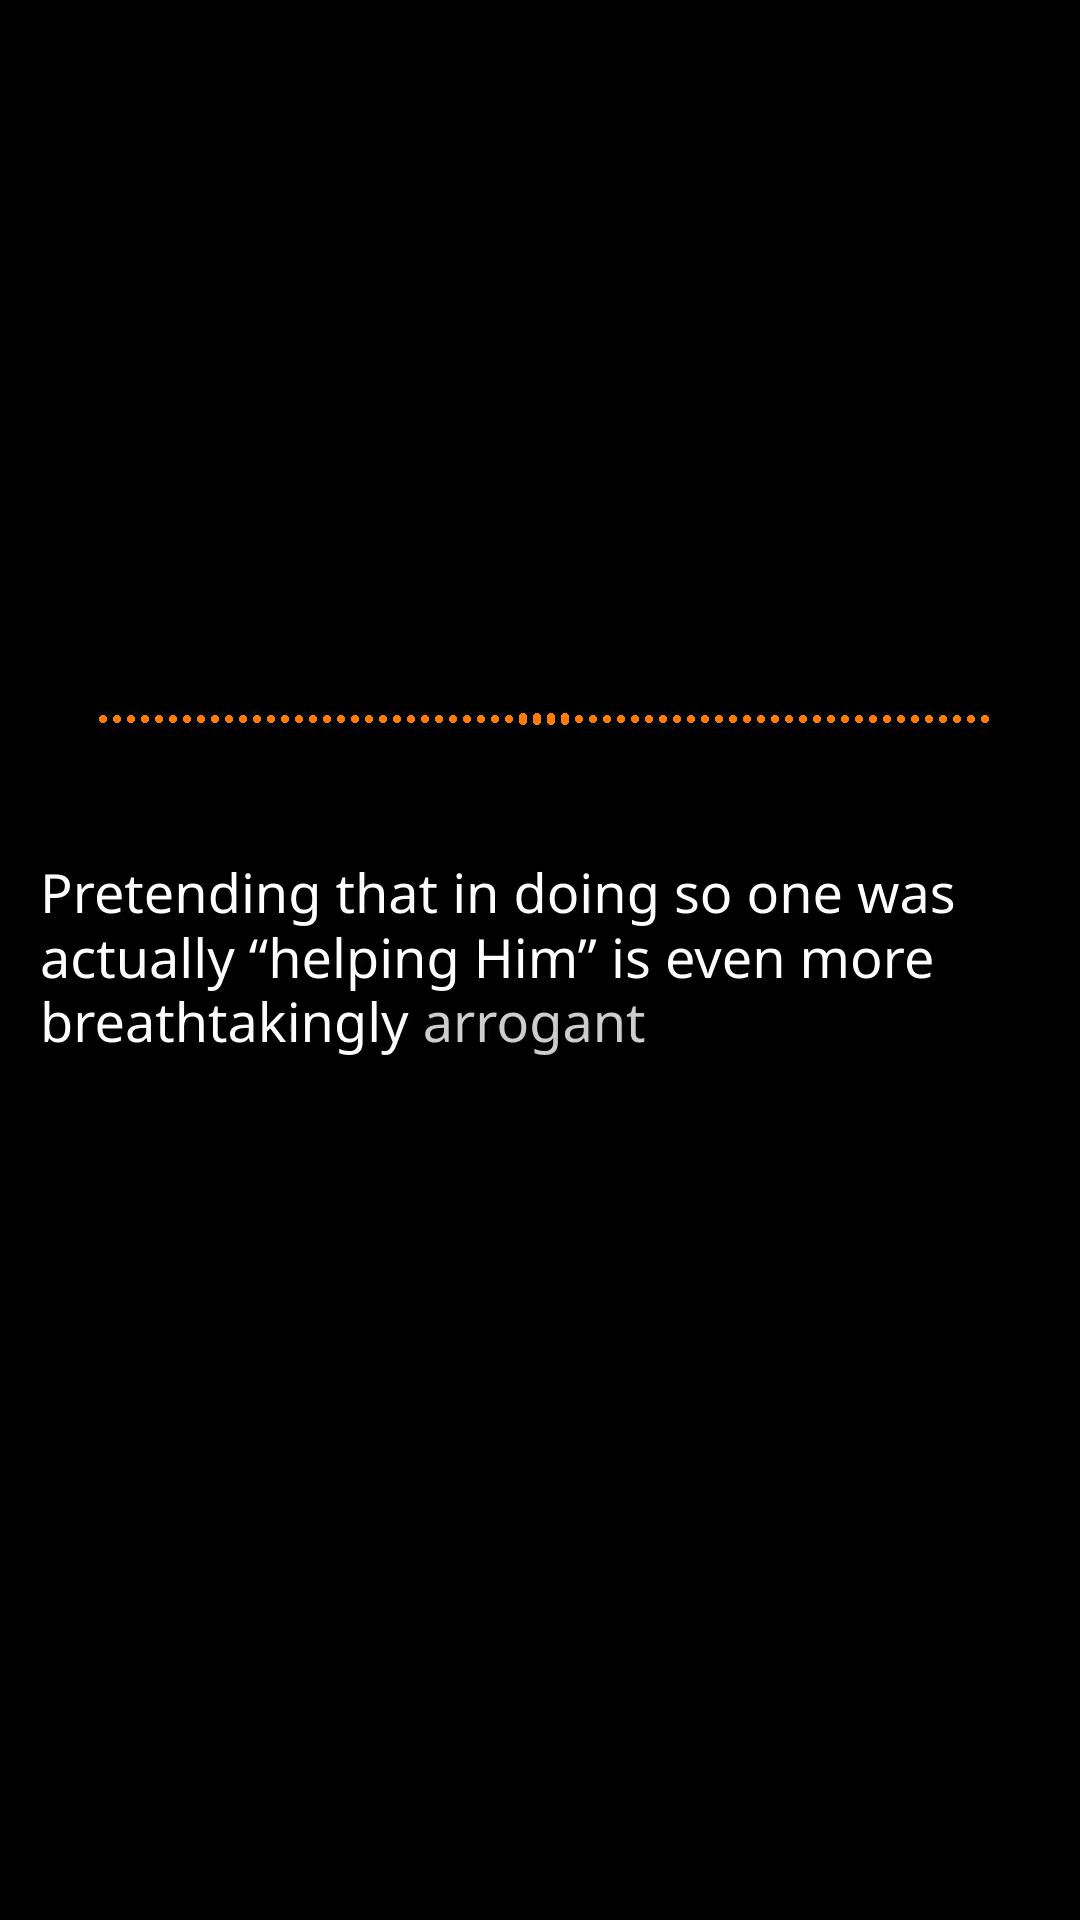 Pretending that in doing so one was
actually “helping Him” is even more
breathtakingly arrogant